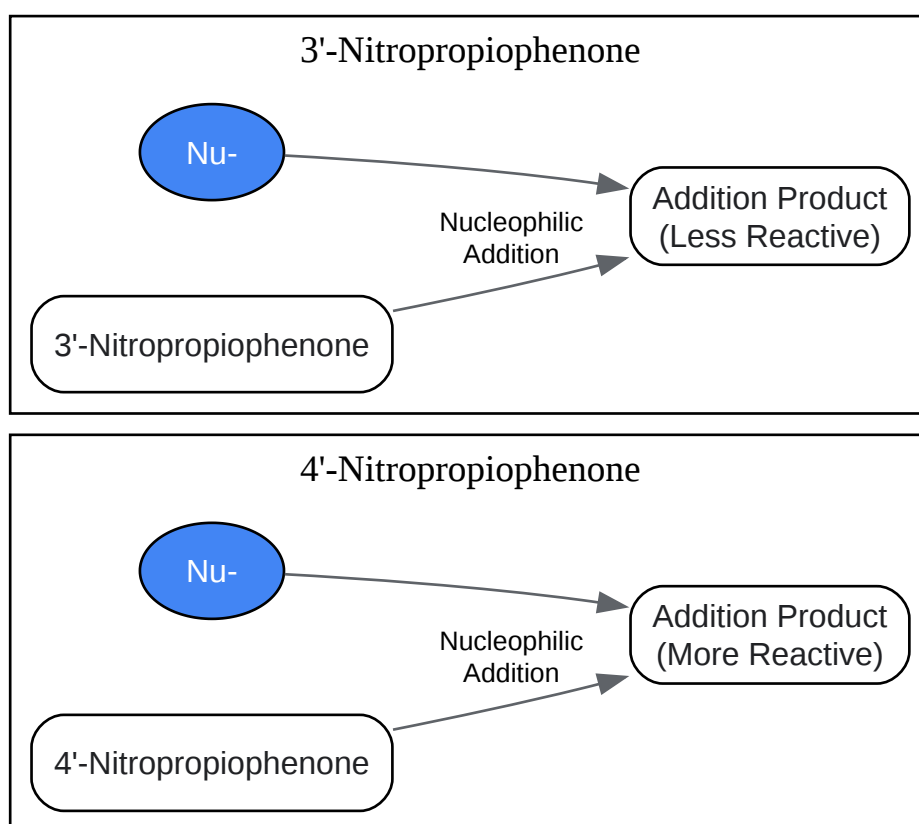 3'-Nitropropiophenone
Nu-
Addition Product
(Less Reactive)
Nucleophilic
Addition
3'-Nitropropiophenone
4'-Nitropropiophenone
Nu-
Addition Product
(More Reactive)
Nucleophilic
Addition
4'-Nitropropiophenone